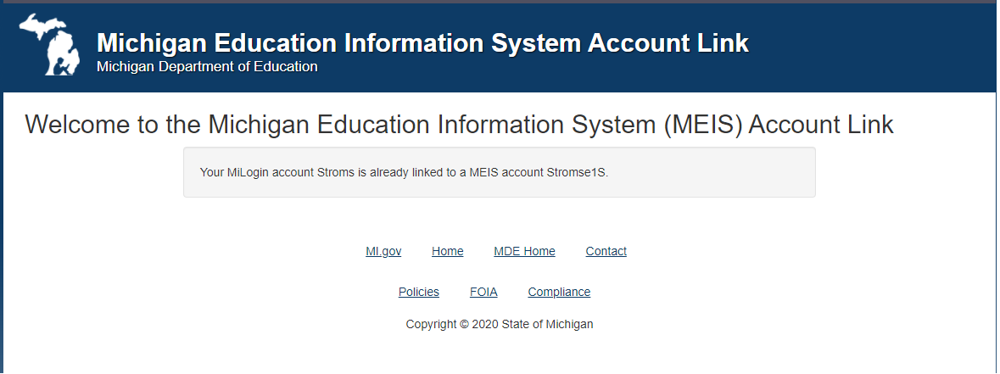 Michigan Education Information System Account Link
Michigan Department of Education
Welcome to the Michigan Education Information System (MEIS) Account Link
Your MiLogin account Stroms is already linked to a MEIS account Stromse1S.
MI.gov Home MDE Home Contact
Policies FOIA Compliance
Copyright © 2020 State of Michigan